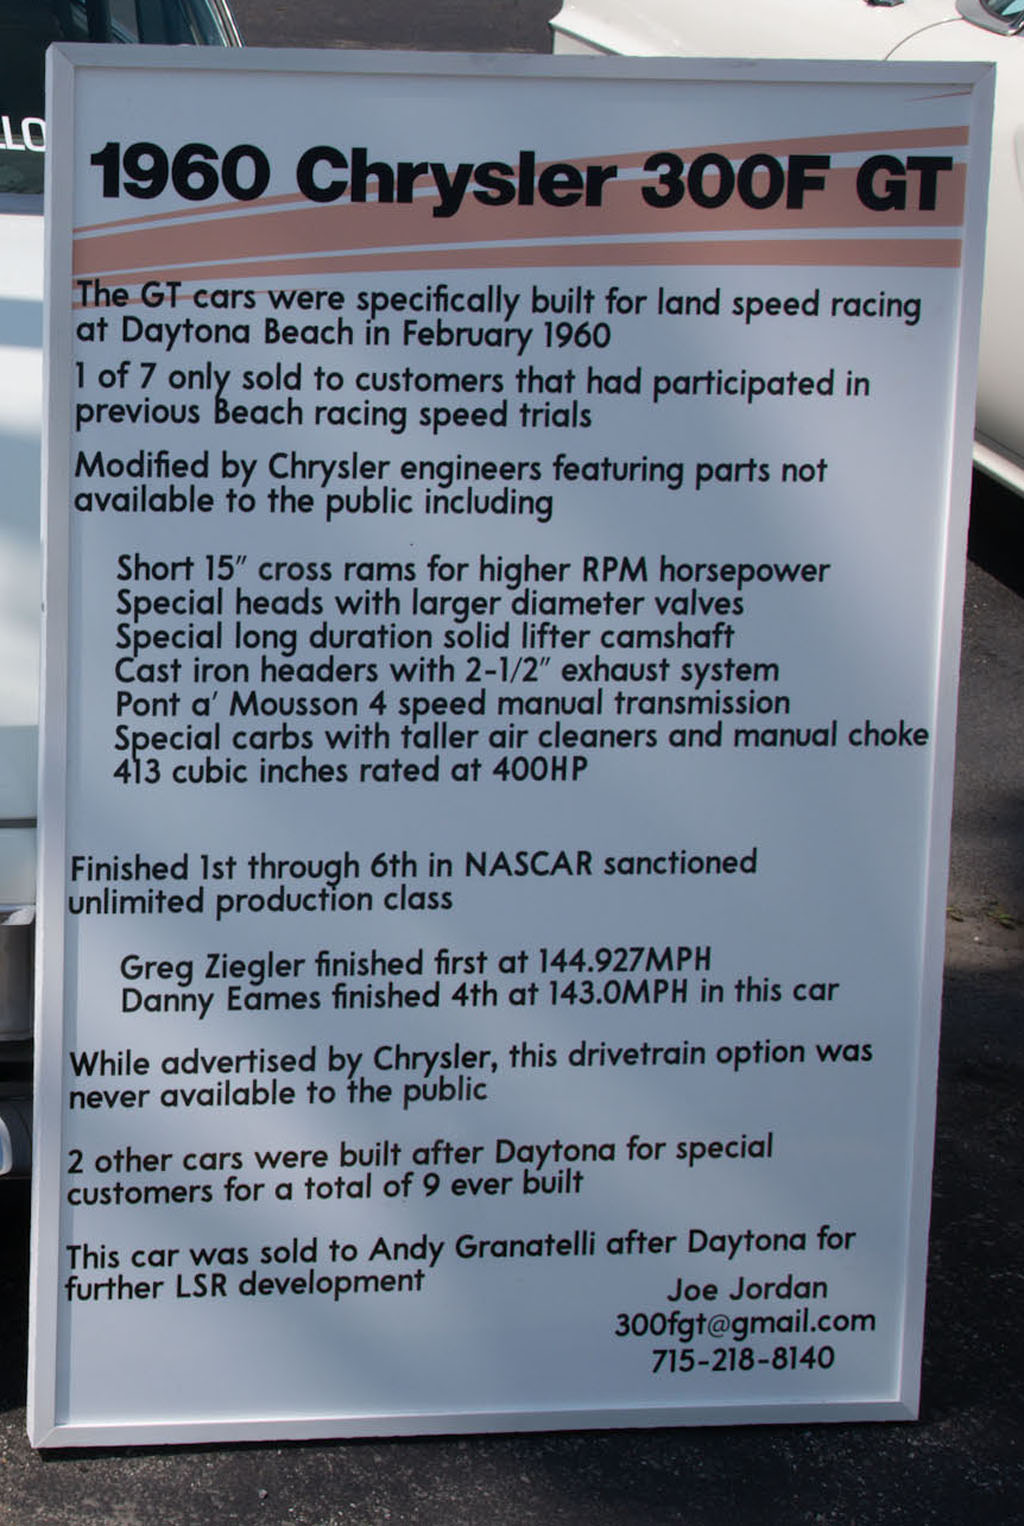 LLO
1960 Chrysler 300F GT
The GT cars were specifically built for land speed racing
at Daytona Beach in February 1960
1 of 7 only sold to customers that had participated in
previous Beach racing speed trials
Modified by Chrysler engineers featuring parts not
available to the public including
Short 15" cross rams for higher RPM horsepower
Special heads with larger diameter valves
Special long duration solid lifter camshaft
Cast iron headers with 2-1/2" exhaust system
Pont a' Mousson 4 speed manual transmission
Special carbs with taller air cleaners and manual choke
413 cubic inches rated at 400HP
Finished 1st through 6th in NASCAR sanctioned
unlimited production class
Greg Ziegler finished first at 144.927MPH
Danny Eames finished 4th at 143.0MPH in this car
While advertised by Chrysler, this drivetrain option was
never available to the public
2 other cars were built after Daytona for special
customers for a total of 9 ever built
This car was sold to Andy Granatelli after Daytona for
further LSR development
Joe Jordan
300fgt@gmail.com
715-218-8140